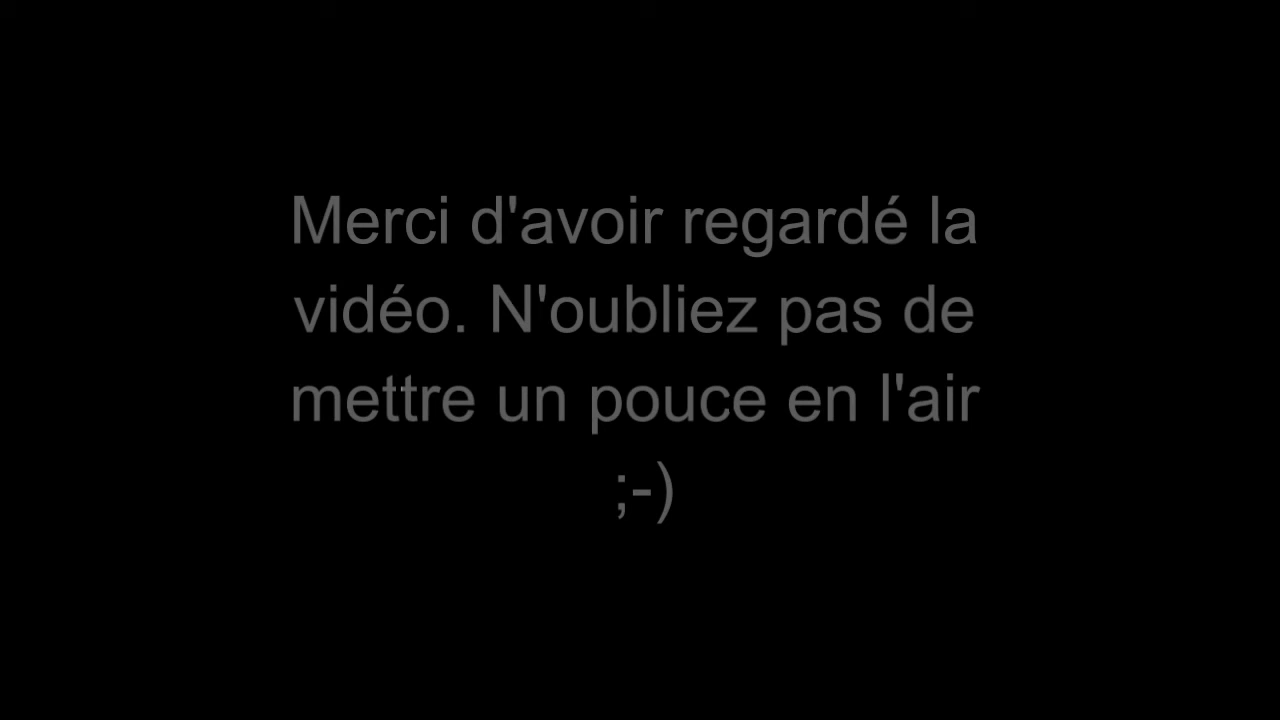 Merci d'avoir regardé la
vidéo. N'oubliez pas de
mettre un pouce en l'air
;-)